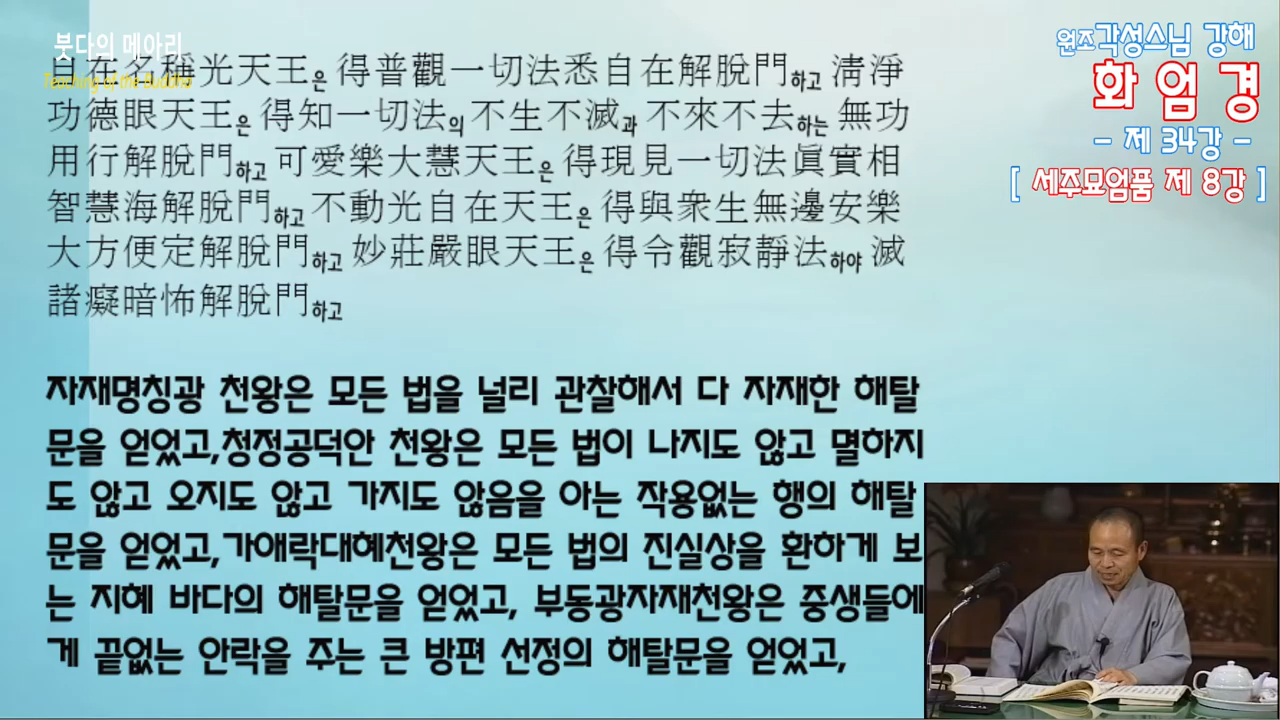 붓다의 메아리
Teaching of the Buddha
自在名稱光天王은 得普觀一切法悉自在解脫門하고 淸淨
功德眼天王은 得知一切法의 不生不滅과 不來不去하는 無功
用行解脫門하고 可愛樂大慧天王은 得現見一切法眞實相
智慧海解脫門하고 不動光自在天王은 得與衆生無邊安樂
大方便定解脫門하고 妙莊嚴眼天王은 得令觀寂靜法하야 滅
諸癡暗怖解脫門하고
자재명칭광 천왕은 모든 법을 널리 관찰해서 다 자재한 해탈
문을 얻었고,청정공덕안 천왕은 모든 법이 나지도 않고 멸하지
도 않고 오지도 않고 가지도 않음을 아는 작용없는 행의 해탈
문을 얻었고,가애락대혜천왕은 모든 법의 진실상을 환하게 보
는 지혜 바다의 해탈문을 얻었고, 부동광자재천왕은 중생들에
게 끝없는 안락을 주는 큰 방편 선정의 해탈문을 얻었고,
원조각성스님 강해
화엄경
- 제 34강 -
[ 세주묘엄품 제 8강 ]